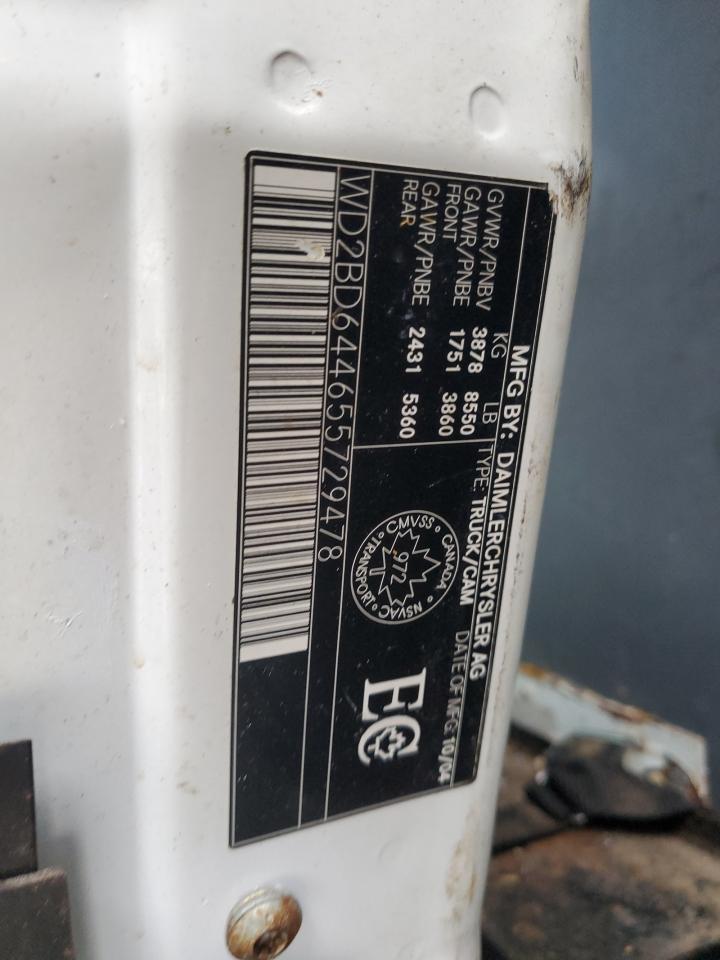 MFG BY: DAIMLERCHRYSLER AG
KG LB TYPE: TRUCK/CAM DATE OF MFG: 10/04
GVWR/PNBV 3878 8550
GAWR/PNBE FRONT 1751 3860
GAWR/PNBE REAR 2431 5360
CMVSS CANADA
NSVAC TRANSPORT
972
EC
WD2BD644655729478